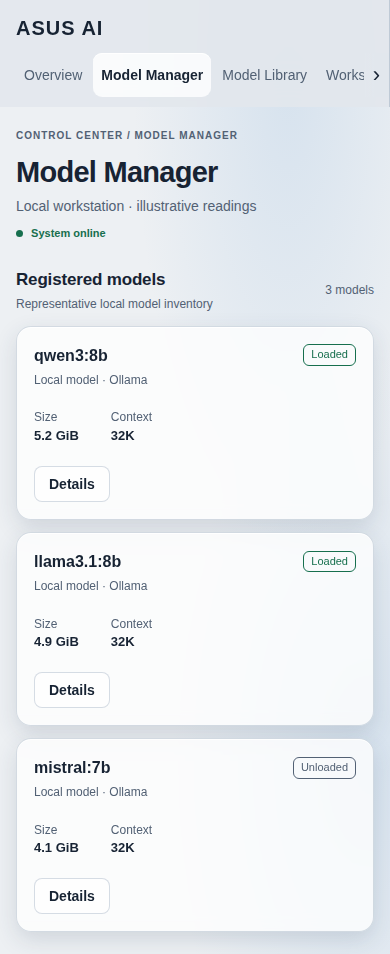 ASUS AI
Overview Model Manager Model Library Works ›
CONTROL CENTER / MODEL MANAGER
Model Manager
Local workstation · illustrative readings
System online
Registered models
3 models
Representative local model inventory
qwen3:8b Loaded
Local model · Ollama
Size Context
5.2 GiB 32K
Details
llama3.1:8b Loaded
Local model · Ollama
Size Context
4.9 GiB 32K
Details
mistral:7b Unloaded
Local model · Ollama
Size Context
4.1 GiB 32K
Details